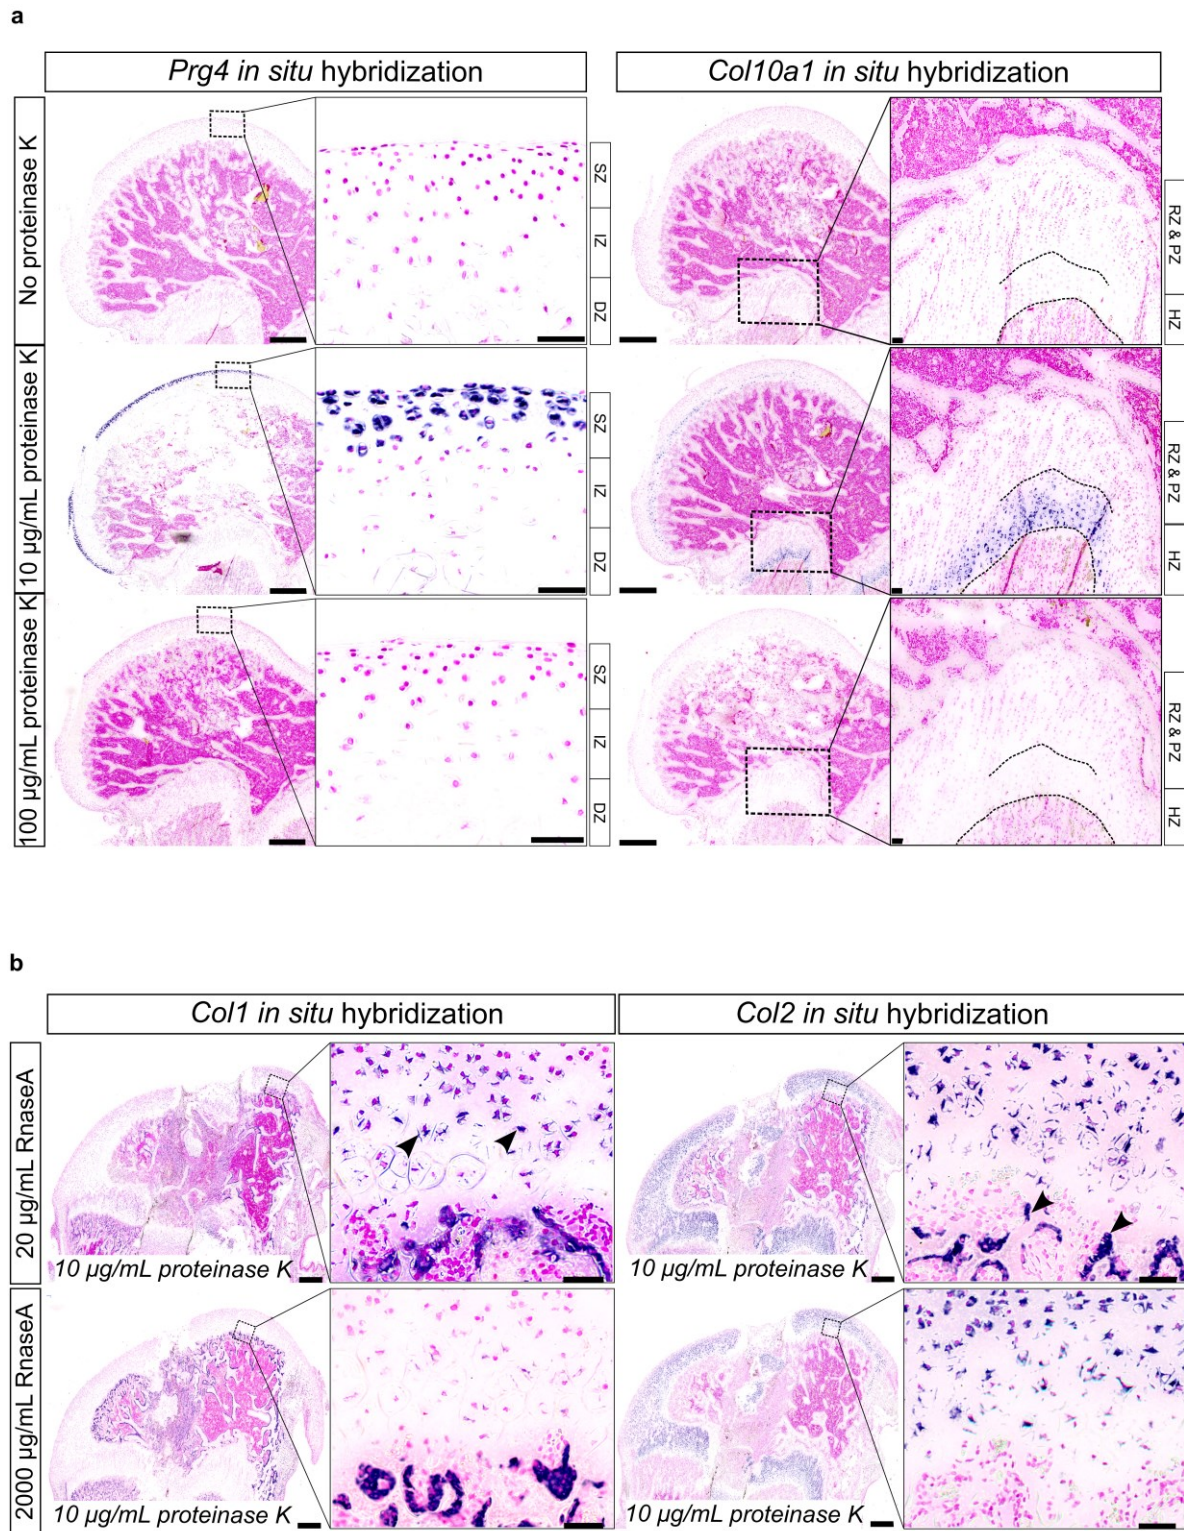 a
Prg4 in situ hybridization
Col10a1 in situ hybridization
No proteinase K
SZ
IZ
DZ
RZ & PZ
HZ
10 µg/mL proteinase K
SZ
IZ
DZ
RZ & PZ
HZ
100 µg/mL proteinase K
SZ
IZ
DZ
RZ & PZ
HZ
b
Col1 in situ hybridization
Col2 in situ hybridization
20 µg/mL RnaseA
10 µg/mL proteinase K
10 µg/mL proteinase K
2000 µg/mL RnaseA
10 µg/mL proteinase K
10 µg/mL proteinase K